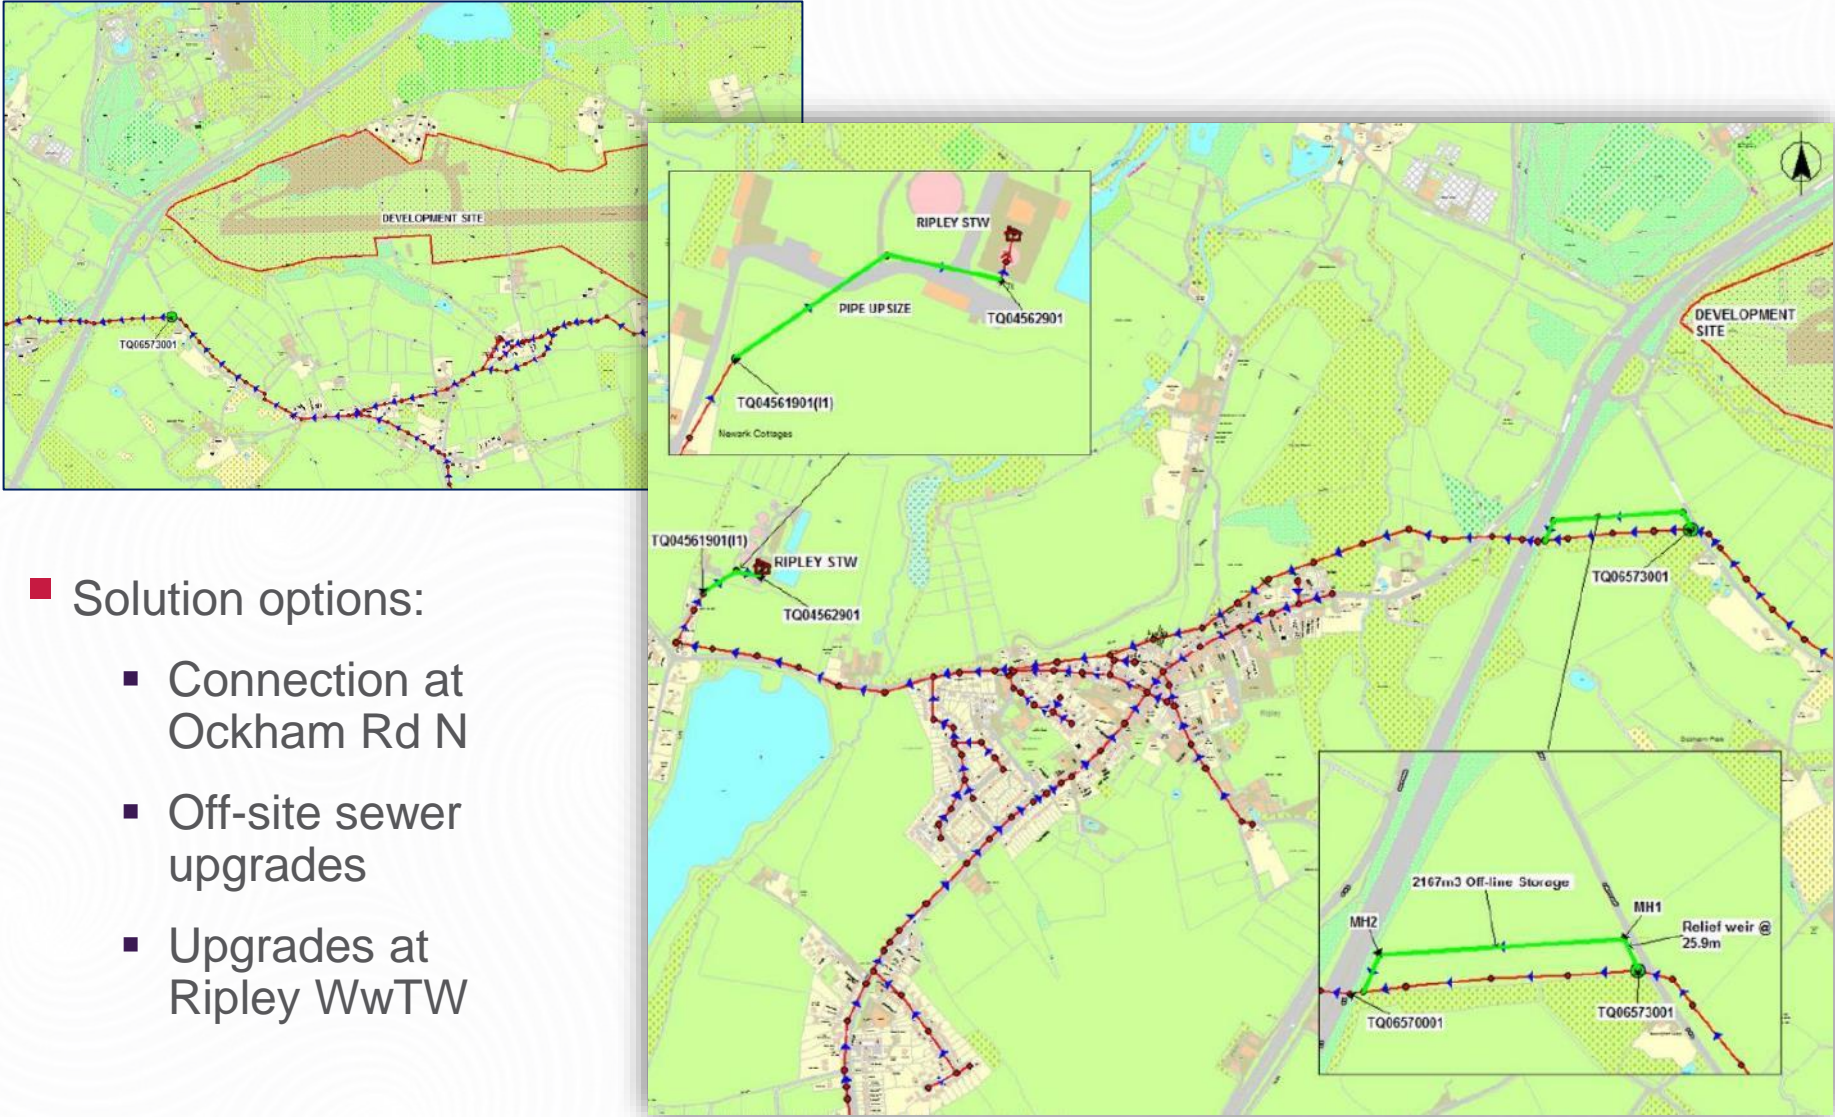 DEVELOPMENT SITE
TQ06573001
RIPLEY STW
PIPE UPSIZE
TQ04562901
TQ04561901(I1)
Newark Cottages
DEVELOPMENT
SITE
TQ04561901(I1)
RIPLEY STW
TQ04562901
TQ06573001
Ripley
2167m3 Off-line Storage
MH2
MH1
Relief weir @
25.9m
TQ06570001
TQ06573001
Solution options:
Connection at
Ockham Rd N
Off-site sewer
upgrades
Upgrades at
Ripley WwTW